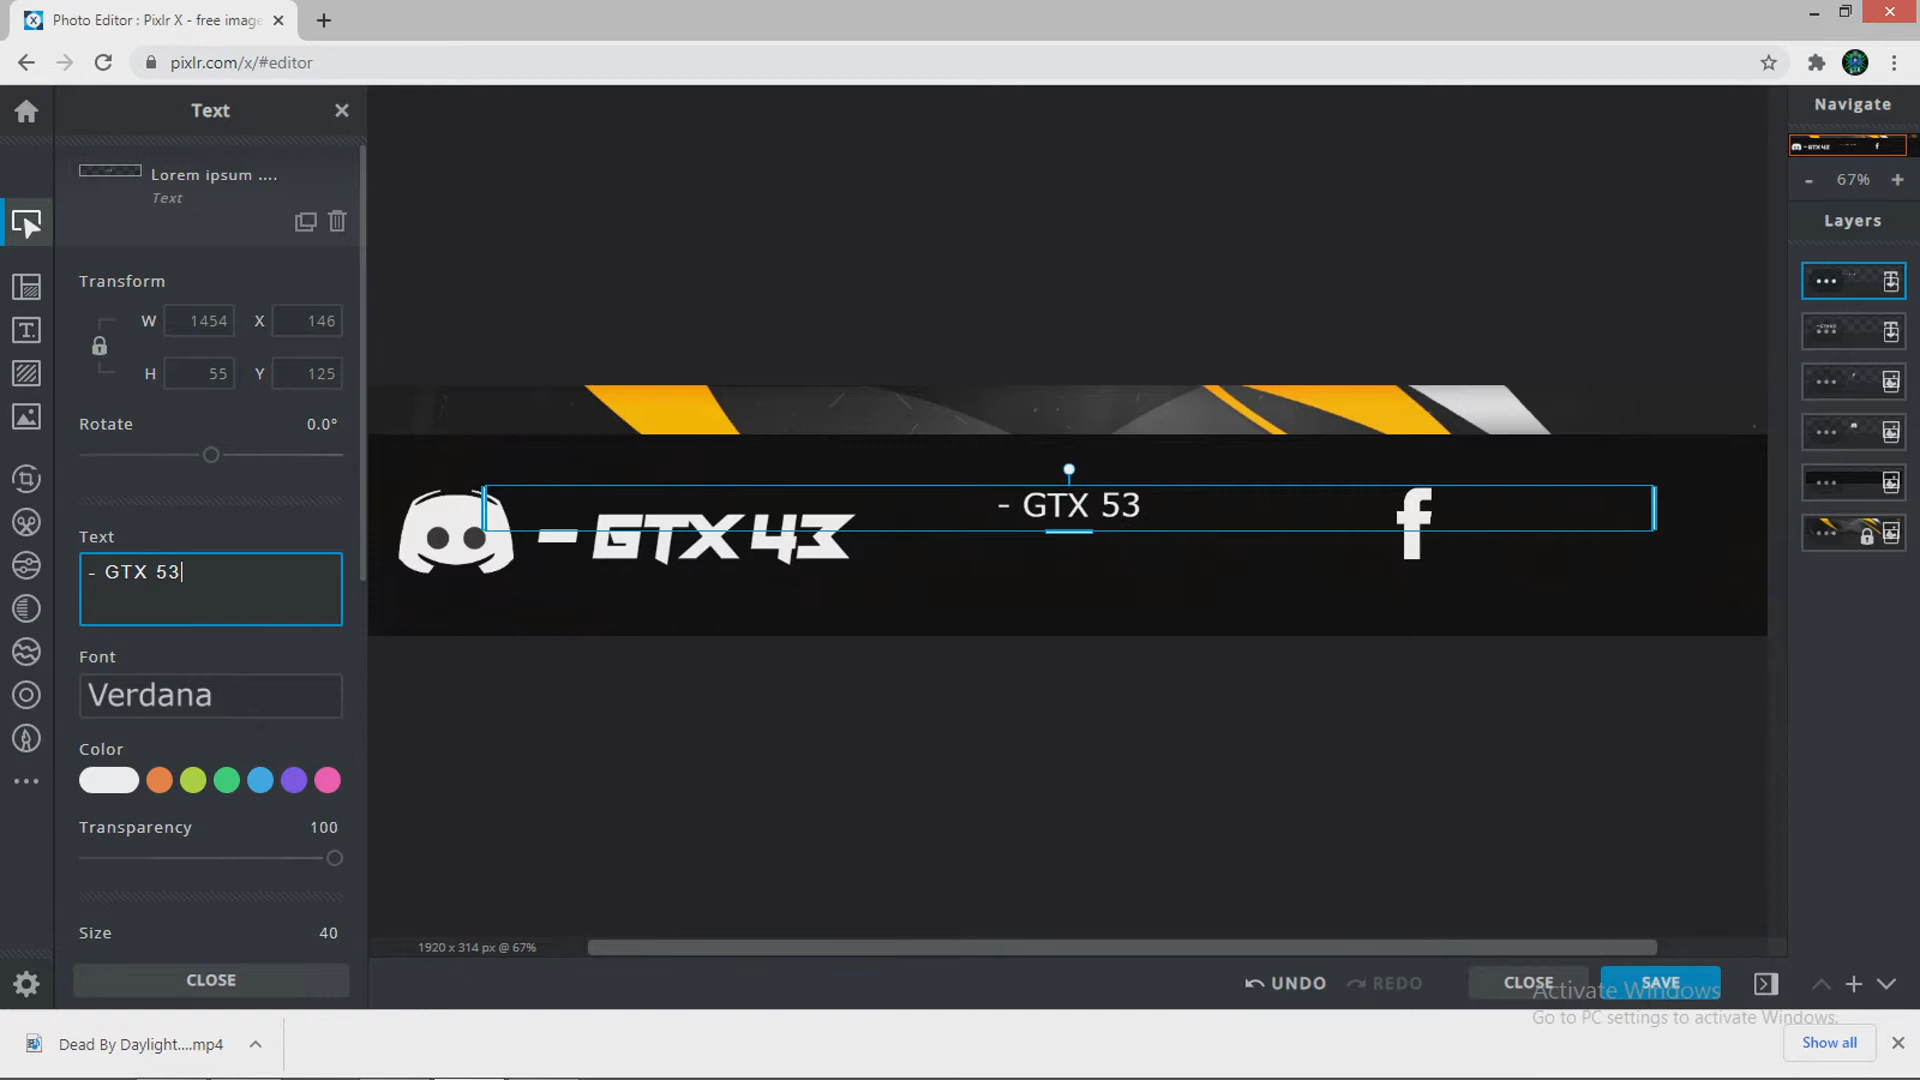 Photo Editor : Pixlr X - free image
pixlr.com/x/#editor
Text
Navigate
Lorem ipsum ....
Text
67%
Layers
Transform
W 1454 X 146
H 55 Y 125
Rotate 0.0°
- GTX 53
- GTX 43
f
Text
- GTX 53
Font
Verdana
Color
Transparency 100
Size 40
1920 x 314 px @ 67%
CLOSE
UNDO
REDO
CLOSE
SAVE
Activate Windows
Go to PC settings to activate Windows.
Dead By Daylight....mp4
Show all